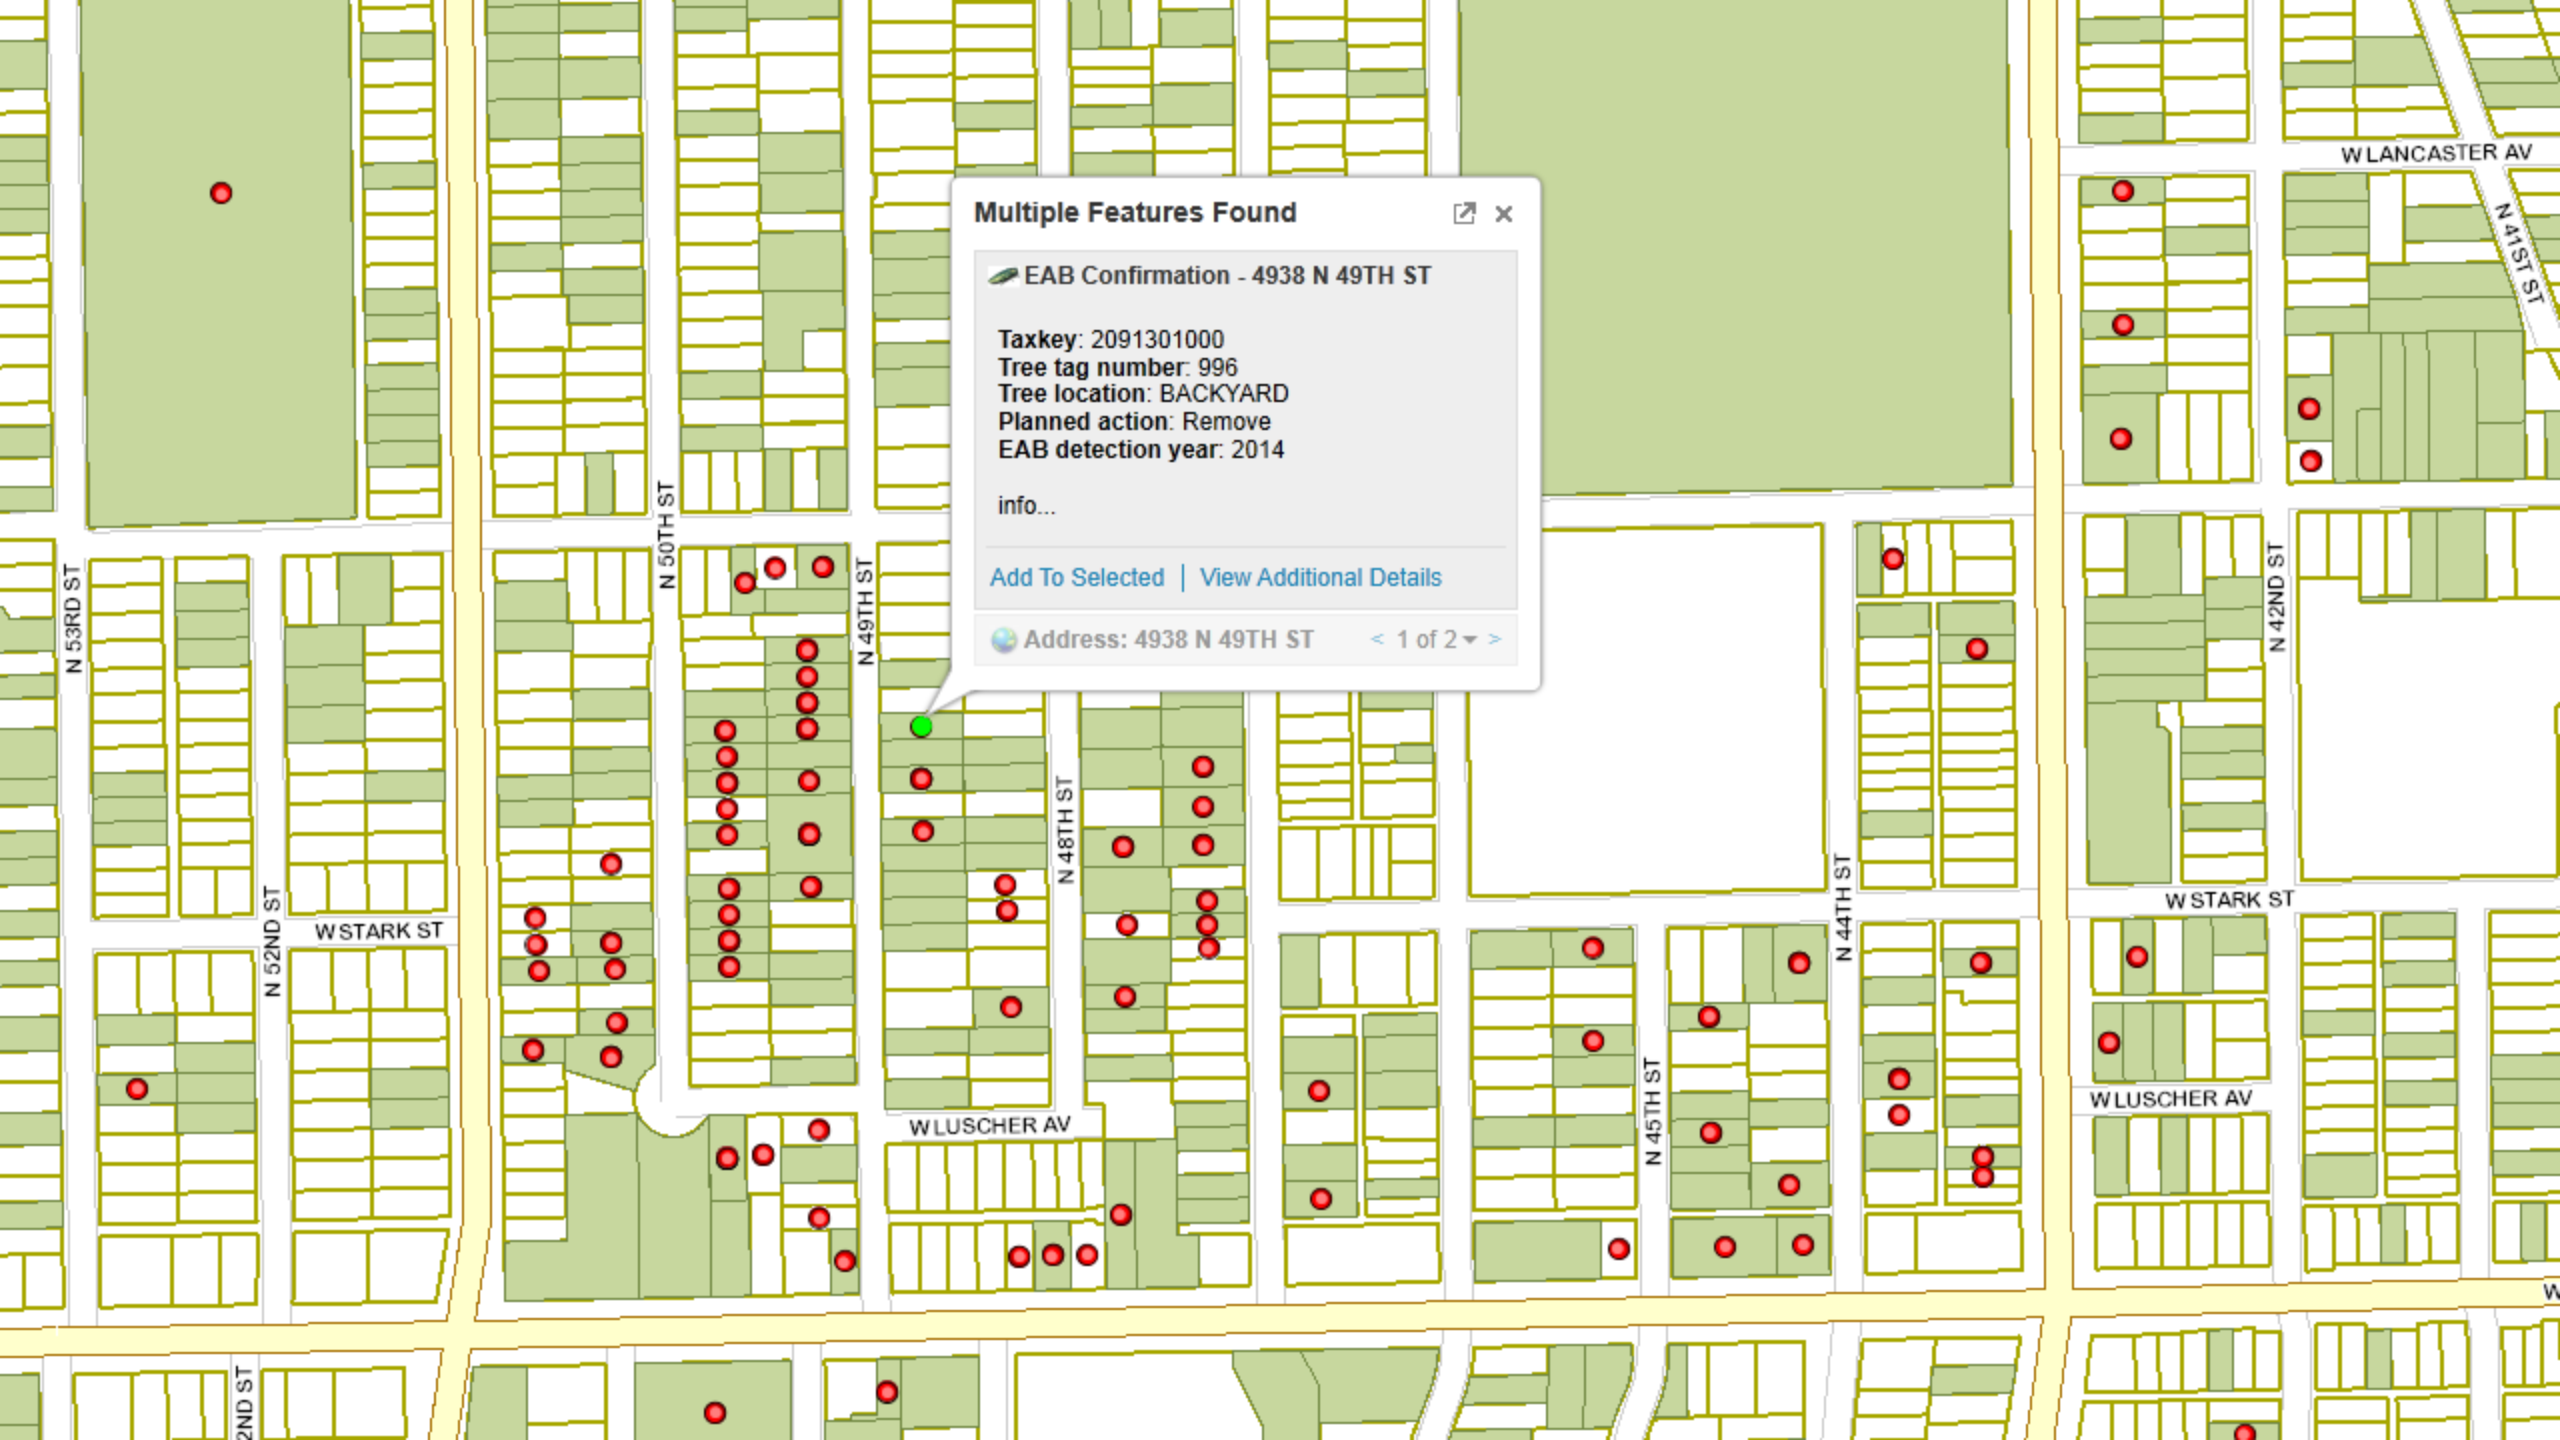 W LANCASTER AV
N 41ST ST
Multiple Features Found
EAB Confirmation - 4938 N 49TH ST
Taxkey: 2091301000
Tree tag number: 996
Tree location: BACKYARD
Planned action: Remove
EAB detection year: 2014
info...
Add To Selected | View Additional Details
Address: 4938 N 49TH ST < 1 of 2 >
N 53RD ST
N 50TH ST
N 49TH ST
N 42ND ST
N 48TH ST
N 52ND ST
W STARK ST
N 44TH ST
W STARK ST
N 45TH ST
W LUSCHER AV
W LUSCHER AV
W
2ND ST